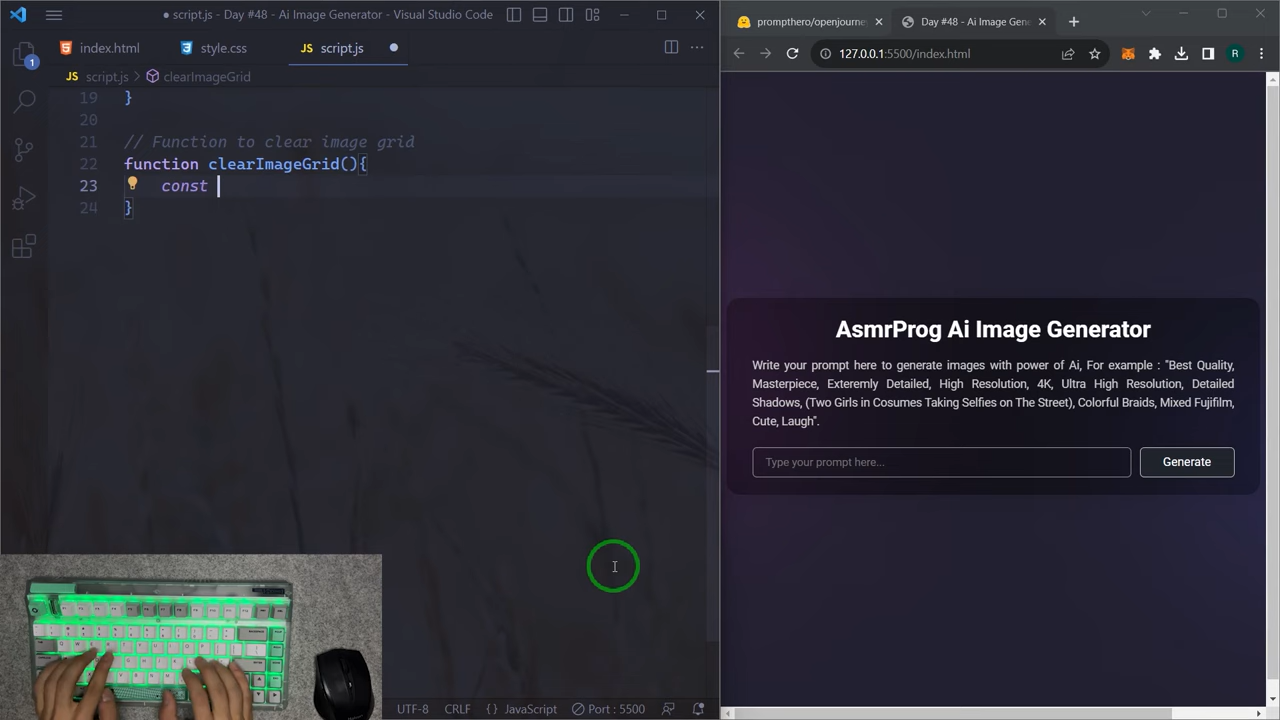 ● script.js - Day #48 - Ai Image Generator - Visual Studio Code
index.html
style.css
JS script.js
JS script.js > clearImageGrid
19 }
20
21 // Function to clear image grid
22 function clearImageGrid(){
23 const
24 }
1
UTF-8 CRLF {} JavaScript Port : 5500
prompthero/openjourne
Day #48 - Ai Image Gene
127.0.0.1:5500/index.html
R
AsmrProg Ai Image Generator
Write your prompt here to generate images with power of Ai, For example : "Best Quality,
Masterpiece, Exteremly Detailed, High Resolution, 4K, Ultra High Resolution, Detailed
Shadows, (Two Girls in Cosumes Taking Selfies on The Street), Colorful Braids, Mixed Fujifilm,
Cute, Laugh".
Type your prompt here...
Generate